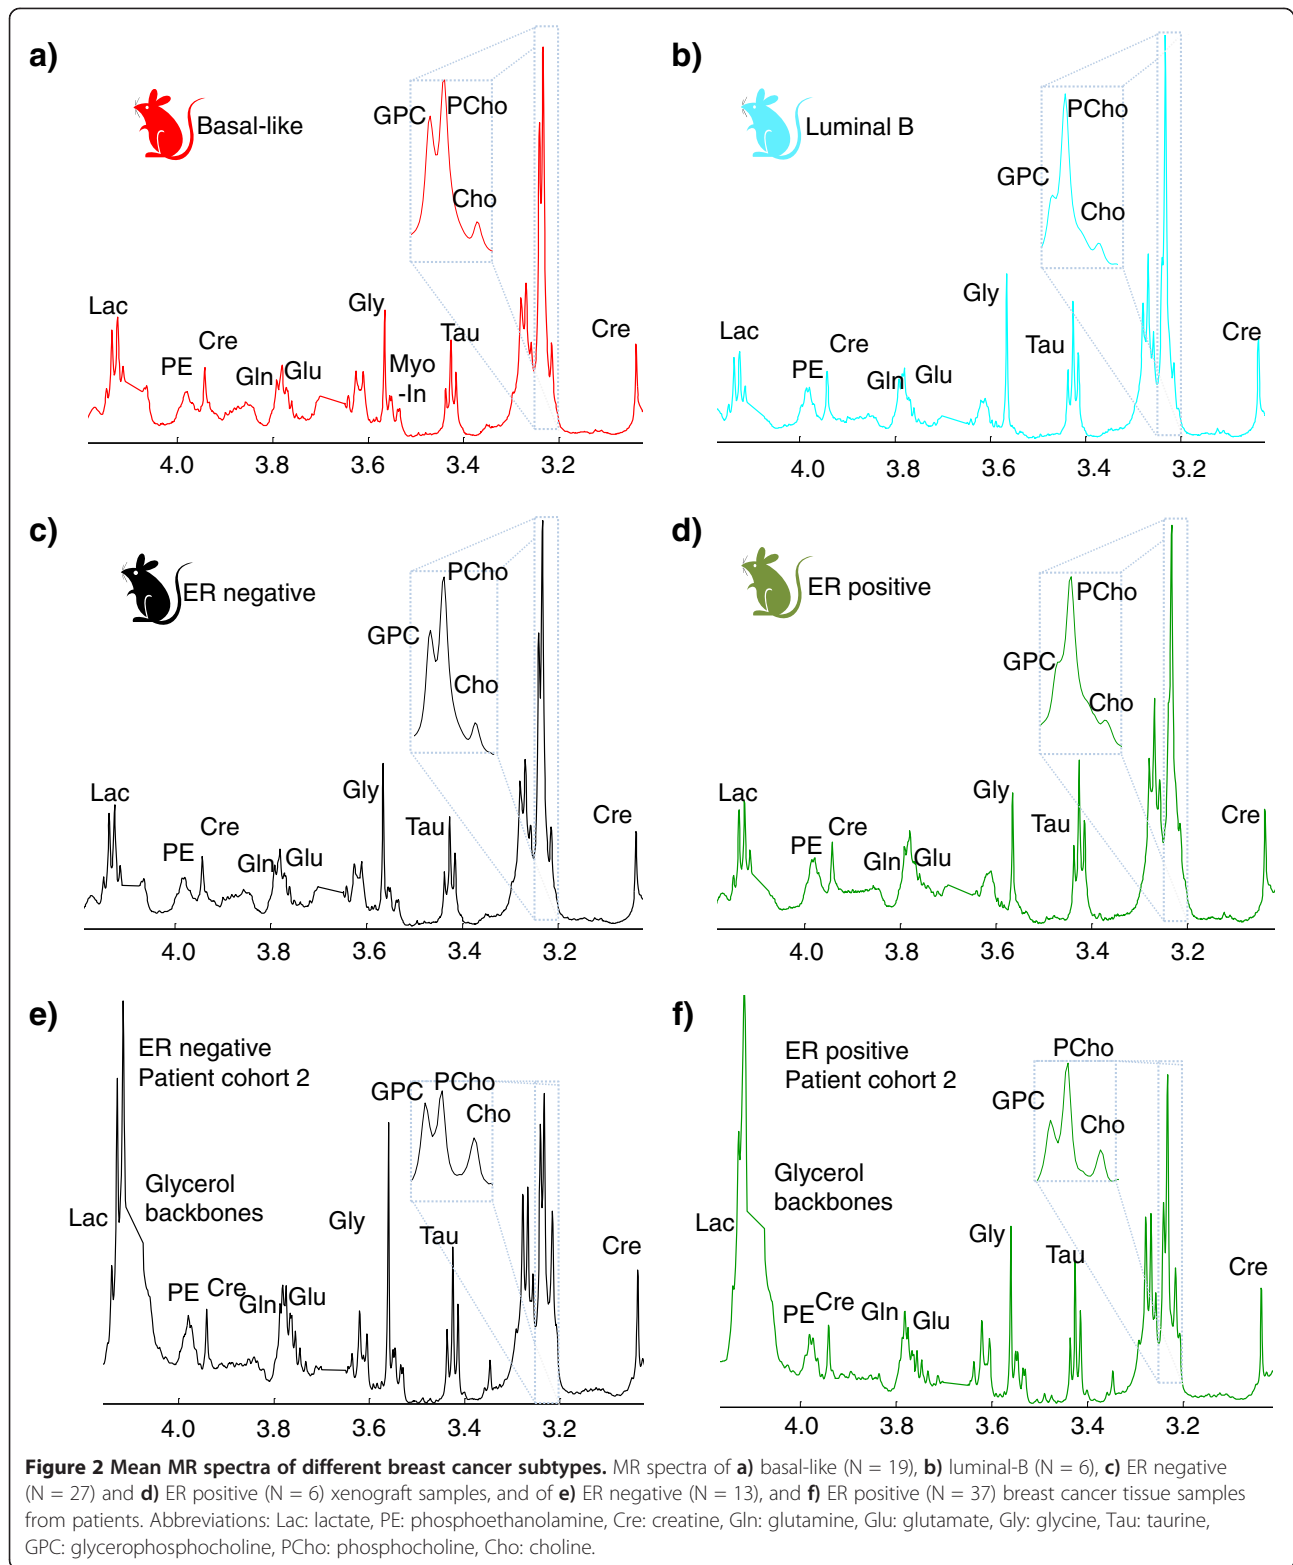 a)
Basal-like
GPC
PCho
Cho
Lac
PE
Cre
Gln
Glu
Gly
Myo
-In
Tau
Cre
4.0 3.8 3.6 3.4 3.2
b)
Luminal B
PCho
GPC
Cho
Lac
PE
Cre
Gln
Glu
Gly
Tau
Cre
4.0 3.8 3.6 3.4 3.2
c)
ER negative
PCho
GPC
Cho
Lac
PE
Cre
Gln
Glu
Gly
Tau
Cre
4.0 3.8 3.6 3.4 3.2
d)
ER positive
PCho
GPC
Cho
Lac
PE
Cre
Gln
Glu
Gly
Tau
Cre
4.0 3.8 3.6 3.4 3.2
e)
ER negative
Patient cohort 2
GPC
PCho
Cho
Glycerol
backbones
Lac
PE
Cre
Gln
Glu
Gly
Tau
Cre
4.0 3.8 3.6 3.4 3.2
f)
ER positive
Patient cohort 2
PCho
GPC
Cho
Glycerol
backbones
Lac
PE
Cre
Gln
Glu
Gly
Tau
Cre
4.0 3.8 3.6 3.4 3.2
Figure 2 Mean MR spectra of different breast cancer subtypes. MR spectra of a) basal-like (N = 19), b) luminal-B (N = 6), c) ER negative
(N = 27) and d) ER positive (N = 6) xenograft samples, and of e) ER negative (N = 13), and f) ER positive (N = 37) breast cancer tissue samples
from patients. Abbreviations: Lac: lactate, PE: phosphoethanolamine, Cre: creatine, Gln: glutamine, Glu: glutamate, Gly: glycine, Tau: taurine,
GPC: glycerophosphocholine, PCho: phosphocholine, Cho: choline.